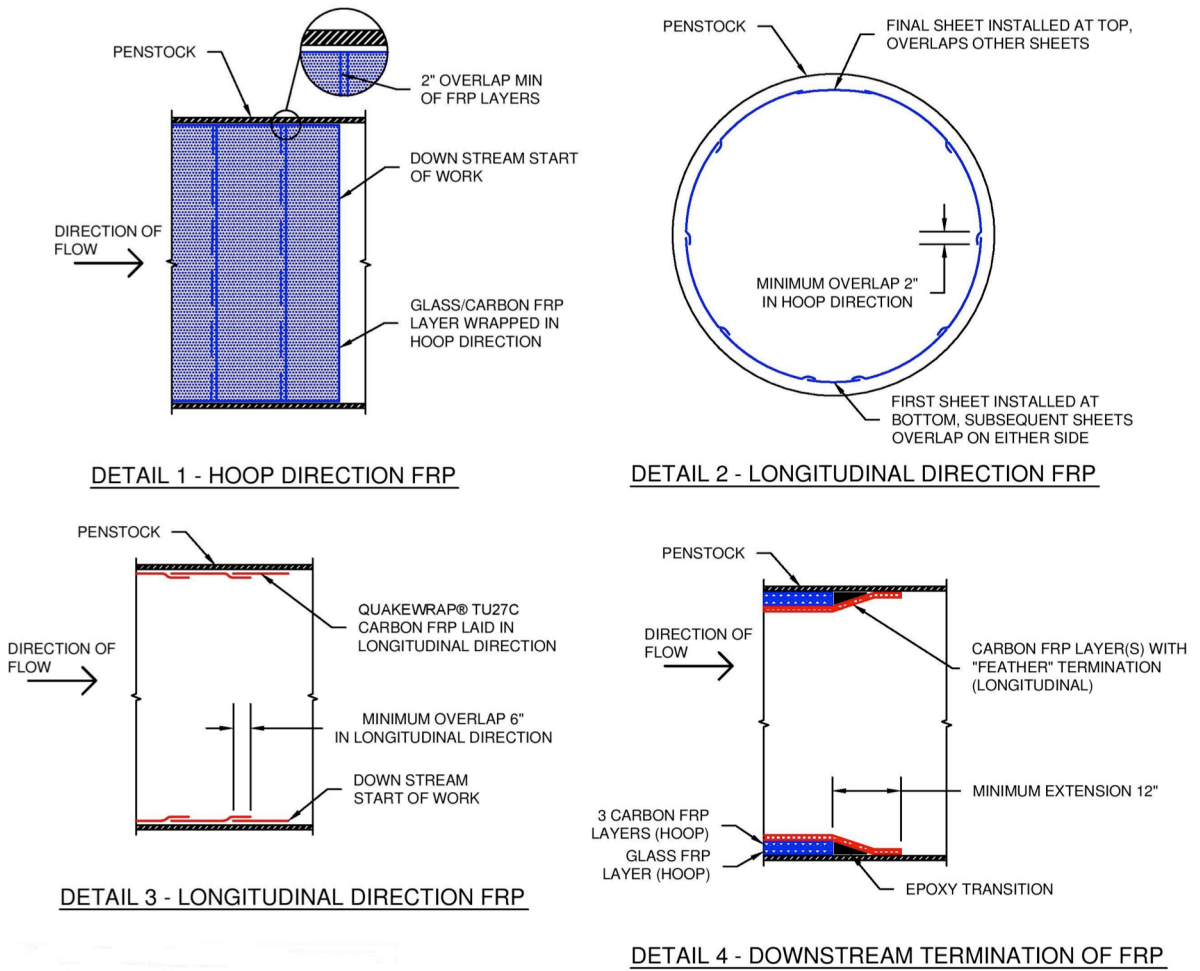 PENSTOCK
2" OVERLAP MIN
OF FRP LAYERS
DOWN STREAM START
OF WORK
DIRECTION OF
FLOW
GLASS/CARBON FRP
LAYER WRAPPED IN
HOOP DIRECTION
DETAIL 1 - HOOP DIRECTION FRP
PENSTOCK
FINAL SHEET INSTALLED AT TOP,
OVERLAPS OTHER SHEETS
MINIMUM OVERLAP 2"
IN HOOP DIRECTION
FIRST SHEET INSTALLED AT
BOTTOM, SUBSEQUENT SHEETS
OVERLAP ON EITHER SIDE
DETAIL 2 - LONGITUDINAL DIRECTION FRP
PENSTOCK
QUAKEWRAP® TU27C
CARBON FRP LAID IN
LONGITUDINAL DIRECTION
DIRECTION OF
FLOW
MINIMUM OVERLAP 6"
IN LONGITUDINAL DIRECTION
DOWN STREAM
START OF WORK
DETAIL 3 - LONGITUDINAL DIRECTION FRP
PENSTOCK
DIRECTION OF
FLOW
CARBON FRP LAYER(S) WITH
"FEATHER" TERMINATION
(LONGITUDINAL)
MINIMUM EXTENSION 12"
3 CARBON FRP
LAYERS (HOOP)
GLASS FRP
LAYER (HOOP)
EPOXY TRANSITION
DETAIL 4 - DOWNSTREAM TERMINATION OF FRP